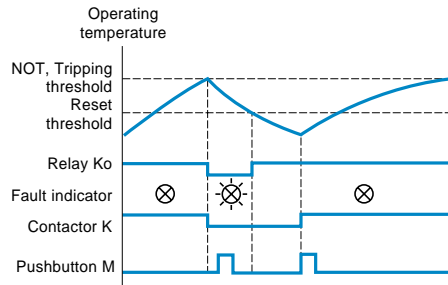 Operating
temperature
NOT, Tripping
threshold
Reset
threshold
Relay Ko
Fault indicator
Contactor K
Pushbutton M